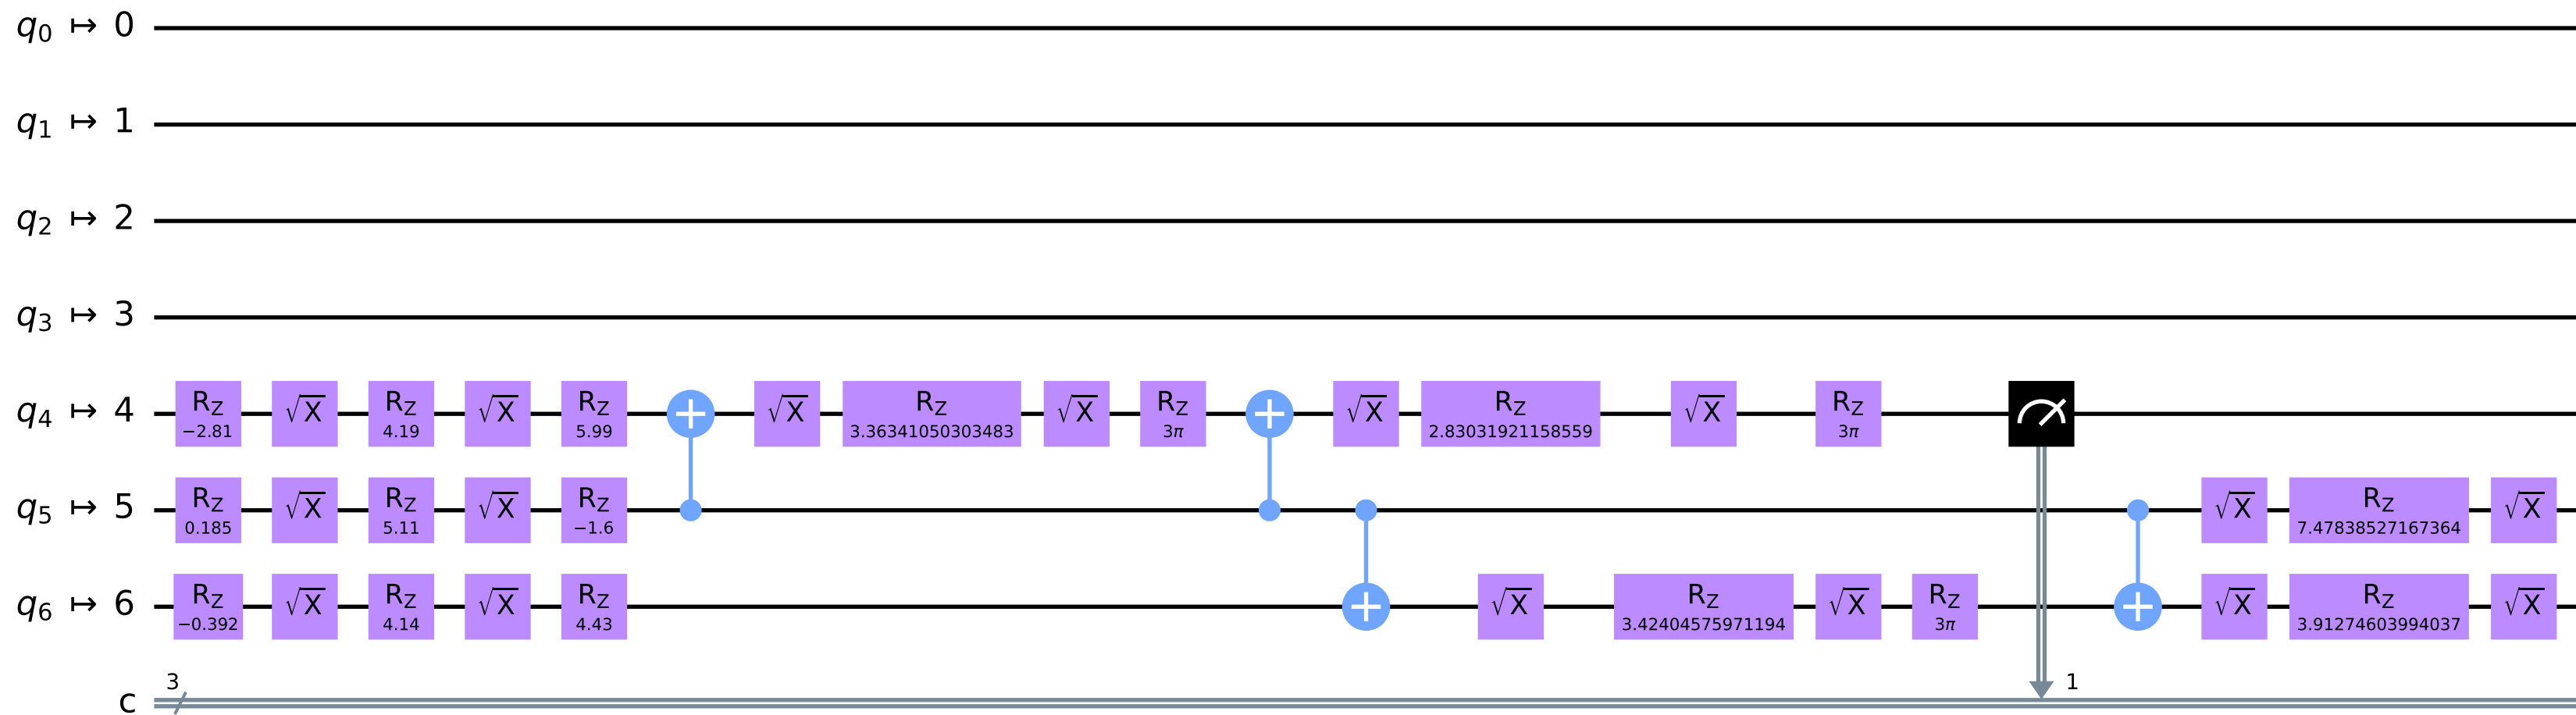 q0 ↦ 0
q1 ↦ 1
q2 ↦ 2
q3 ↦ 3
q4 ↦ 4 RZ −2.81 √X RZ 4.19 √X RZ 5.99 √X RZ 3.36341050303483 √X RZ 3π √X RZ 2.83031921158559 √X RZ 3π
q5 ↦ 5 RZ 0.185 √X RZ 5.11 √X RZ −1.6 √X RZ 7.47838527167364 √X
q6 ↦ 6 RZ −0.392 √X RZ 4.14 √X RZ 4.43 √X RZ 3.42404575971194 √X RZ 3π √X RZ 3.91274603994037 √X
c 3 1